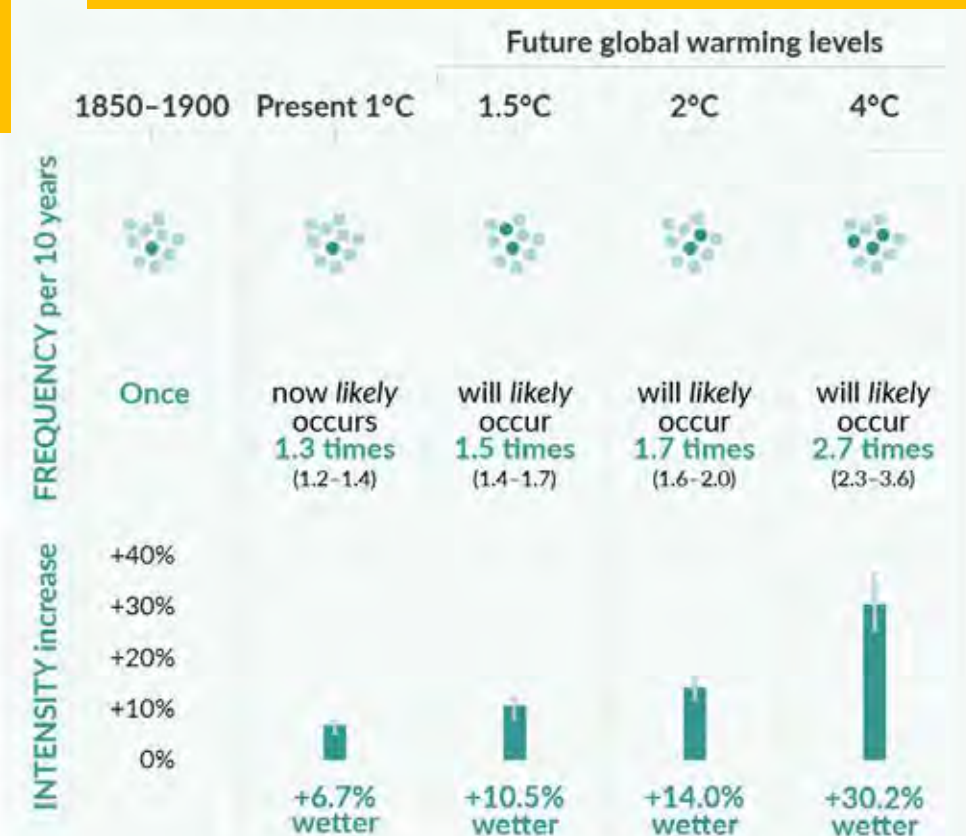 Future global warming levels
1850–1900 Present 1°C 1.5°C 2°C 4°C
FREQUENCY per 10 years
Once
now likely
occurs
1.3 times
(1.2–1.4)
will likely
occur
1.5 times
(1.4–1.7)
will likely
occur
1.7 times
(1.6–2.0)
will likely
occur
2.7 times
(2.3–3.6)
INTENSITY increase
+40%
+30%
+20%
+10%
0%
+6.7%
wetter
+10.5%
wetter
+14.0%
wetter
+30.2%
wetter